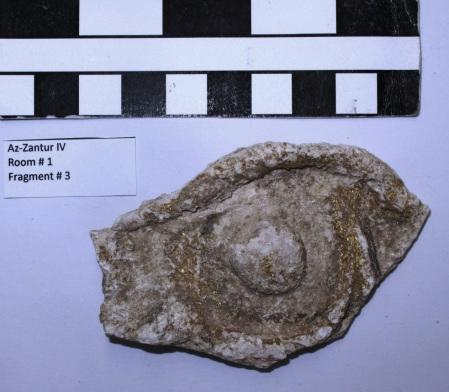 Az-Zantur IV
Room # 1
Fragment # 3